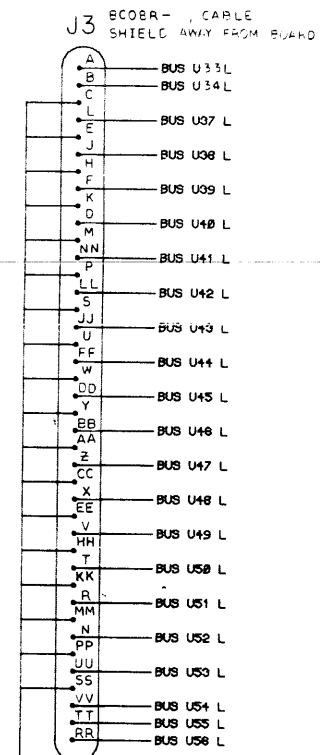 J3 BC08R- , CABLE
SHIELD AWAY FROM BOARD
A BUS U33 L
B BUS U34 L
C
L BUS U37 L
E
J BUS U38 L
H
F BUS U39 L
K
D BUS U40 L
M
NN BUS U41 L
P
LL BUS U42 L
S
JJ BUS U43 L
U
FF BUS U44 L
W
DD BUS U45 L
Y
BB BUS U46 L
AA
Z BUS U47 L
CC
X BUS U48 L
EE
V BUS U49 L
HH
T BUS U50 L
KK
R BUS U51 L
MM
N BUS U52 L
PP
UU BUS U53 L
SS
VV BUS U54 L
TT BUS U55 L
RR BUS U56 L